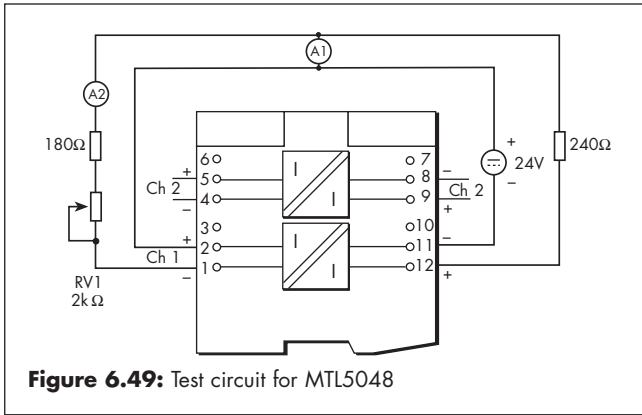 A1
A2
180Ω
240Ω
+
24V
−
6
7
+
5
−
8
Ch 2
4
9
Ch 2
−
+
I
I
3
10
+
2
−
11
Ch 1
1
12
−
+
I
I
RV1
2k Ω
Figure 6.49: Test circuit for MTL5048